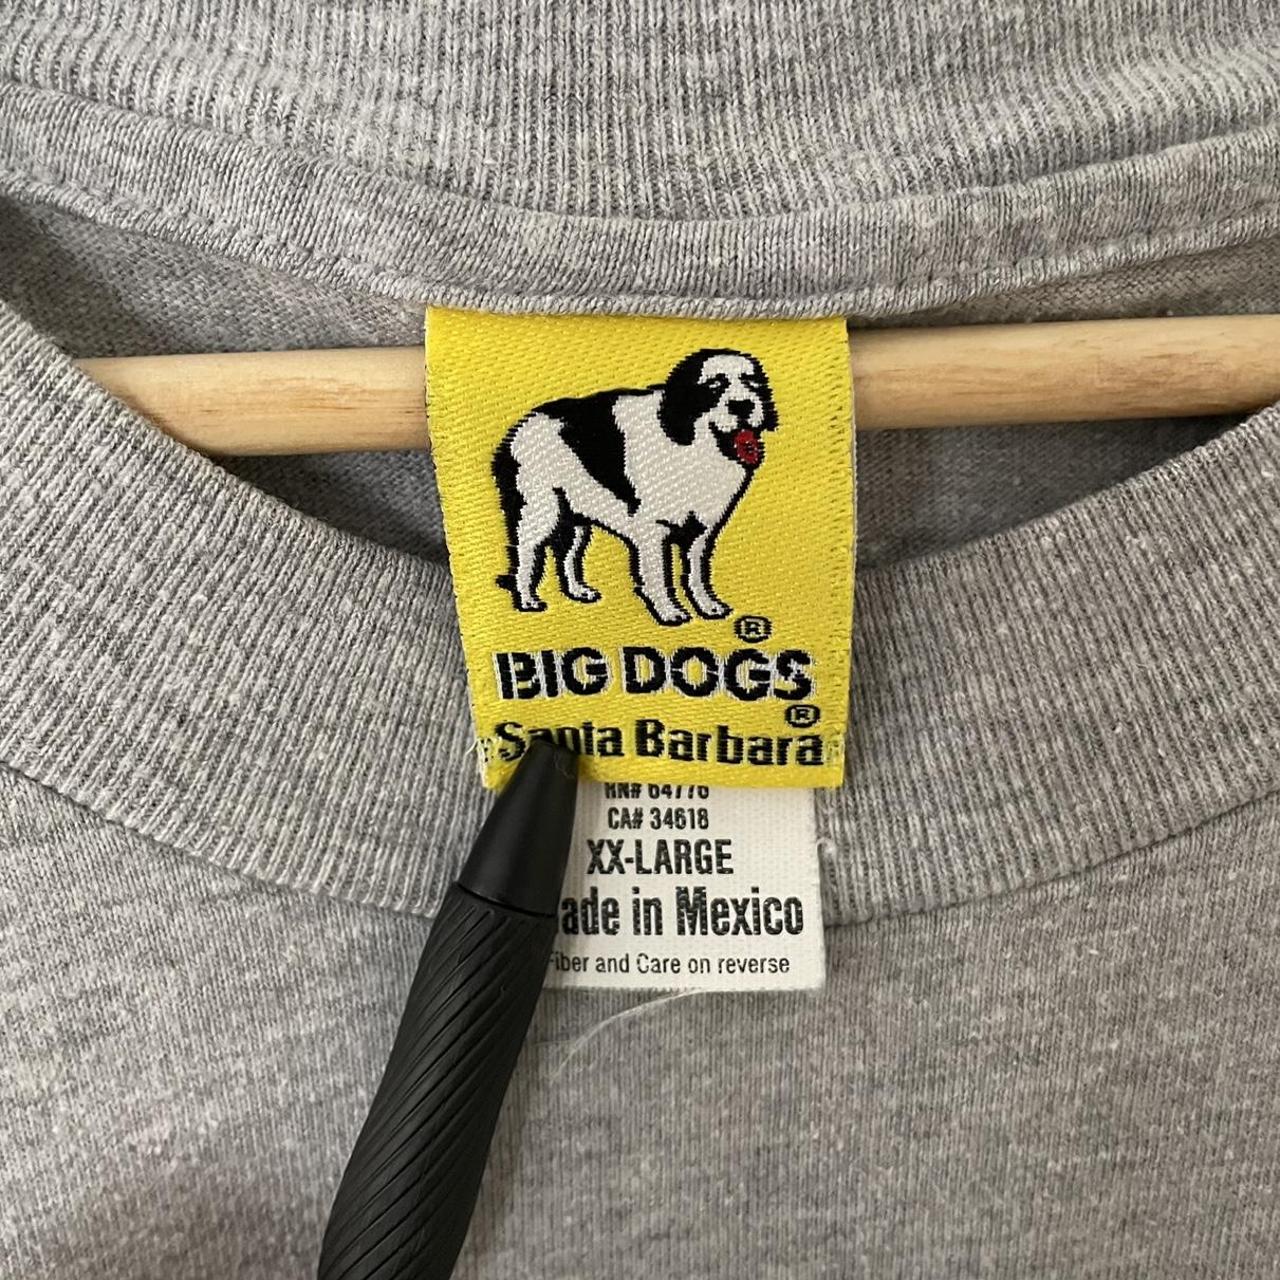 ®
BIG DOGS
®
Santa Barbara
RN# 64776
CA# 34618
XX-LARGE
ade in Mexico
Fiber and Care on reverse